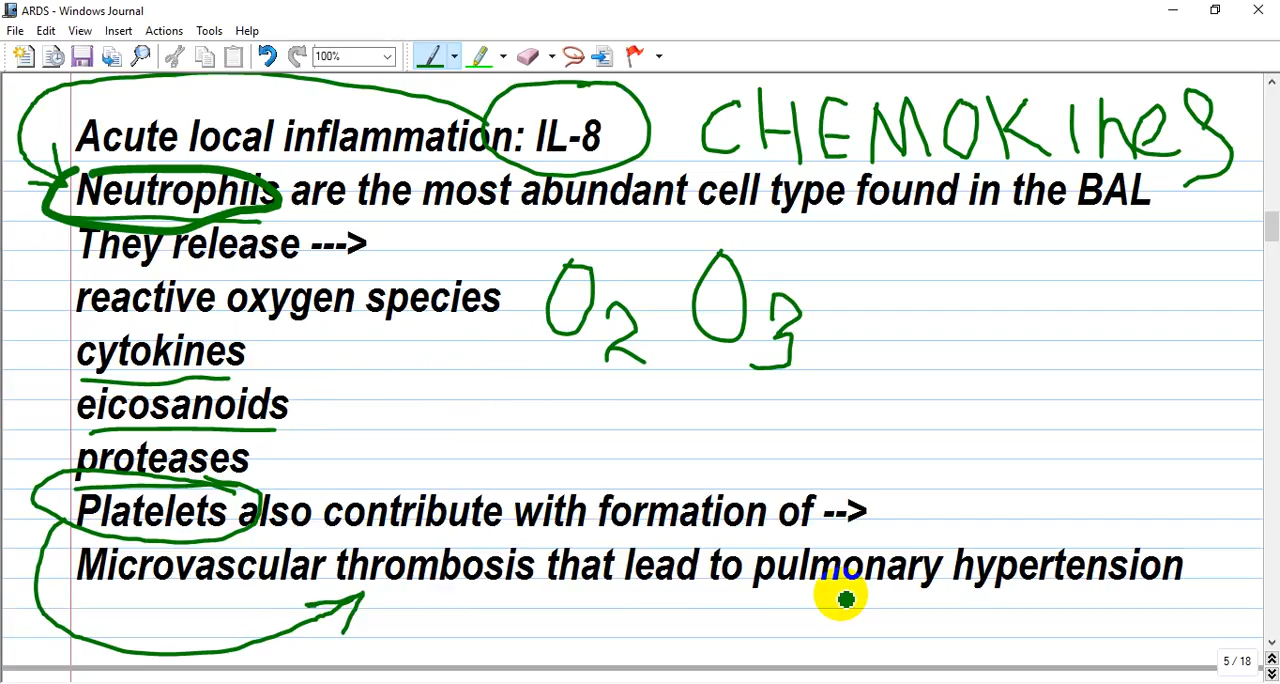 ARDS - Windows Journal
File Edit View Insert Actions Tools Help
100%
Acute local inflammation: IL-8 CHEMOKINES
Neutrophils are the most abundant cell type found in the BAL
They release --->
reactive oxygen species O2 O3
cytokines
eicosanoids
proteases
Platelets also contribute with formation of -->
Microvascular thrombosis that lead to pulmonary hypertension
5 / 18